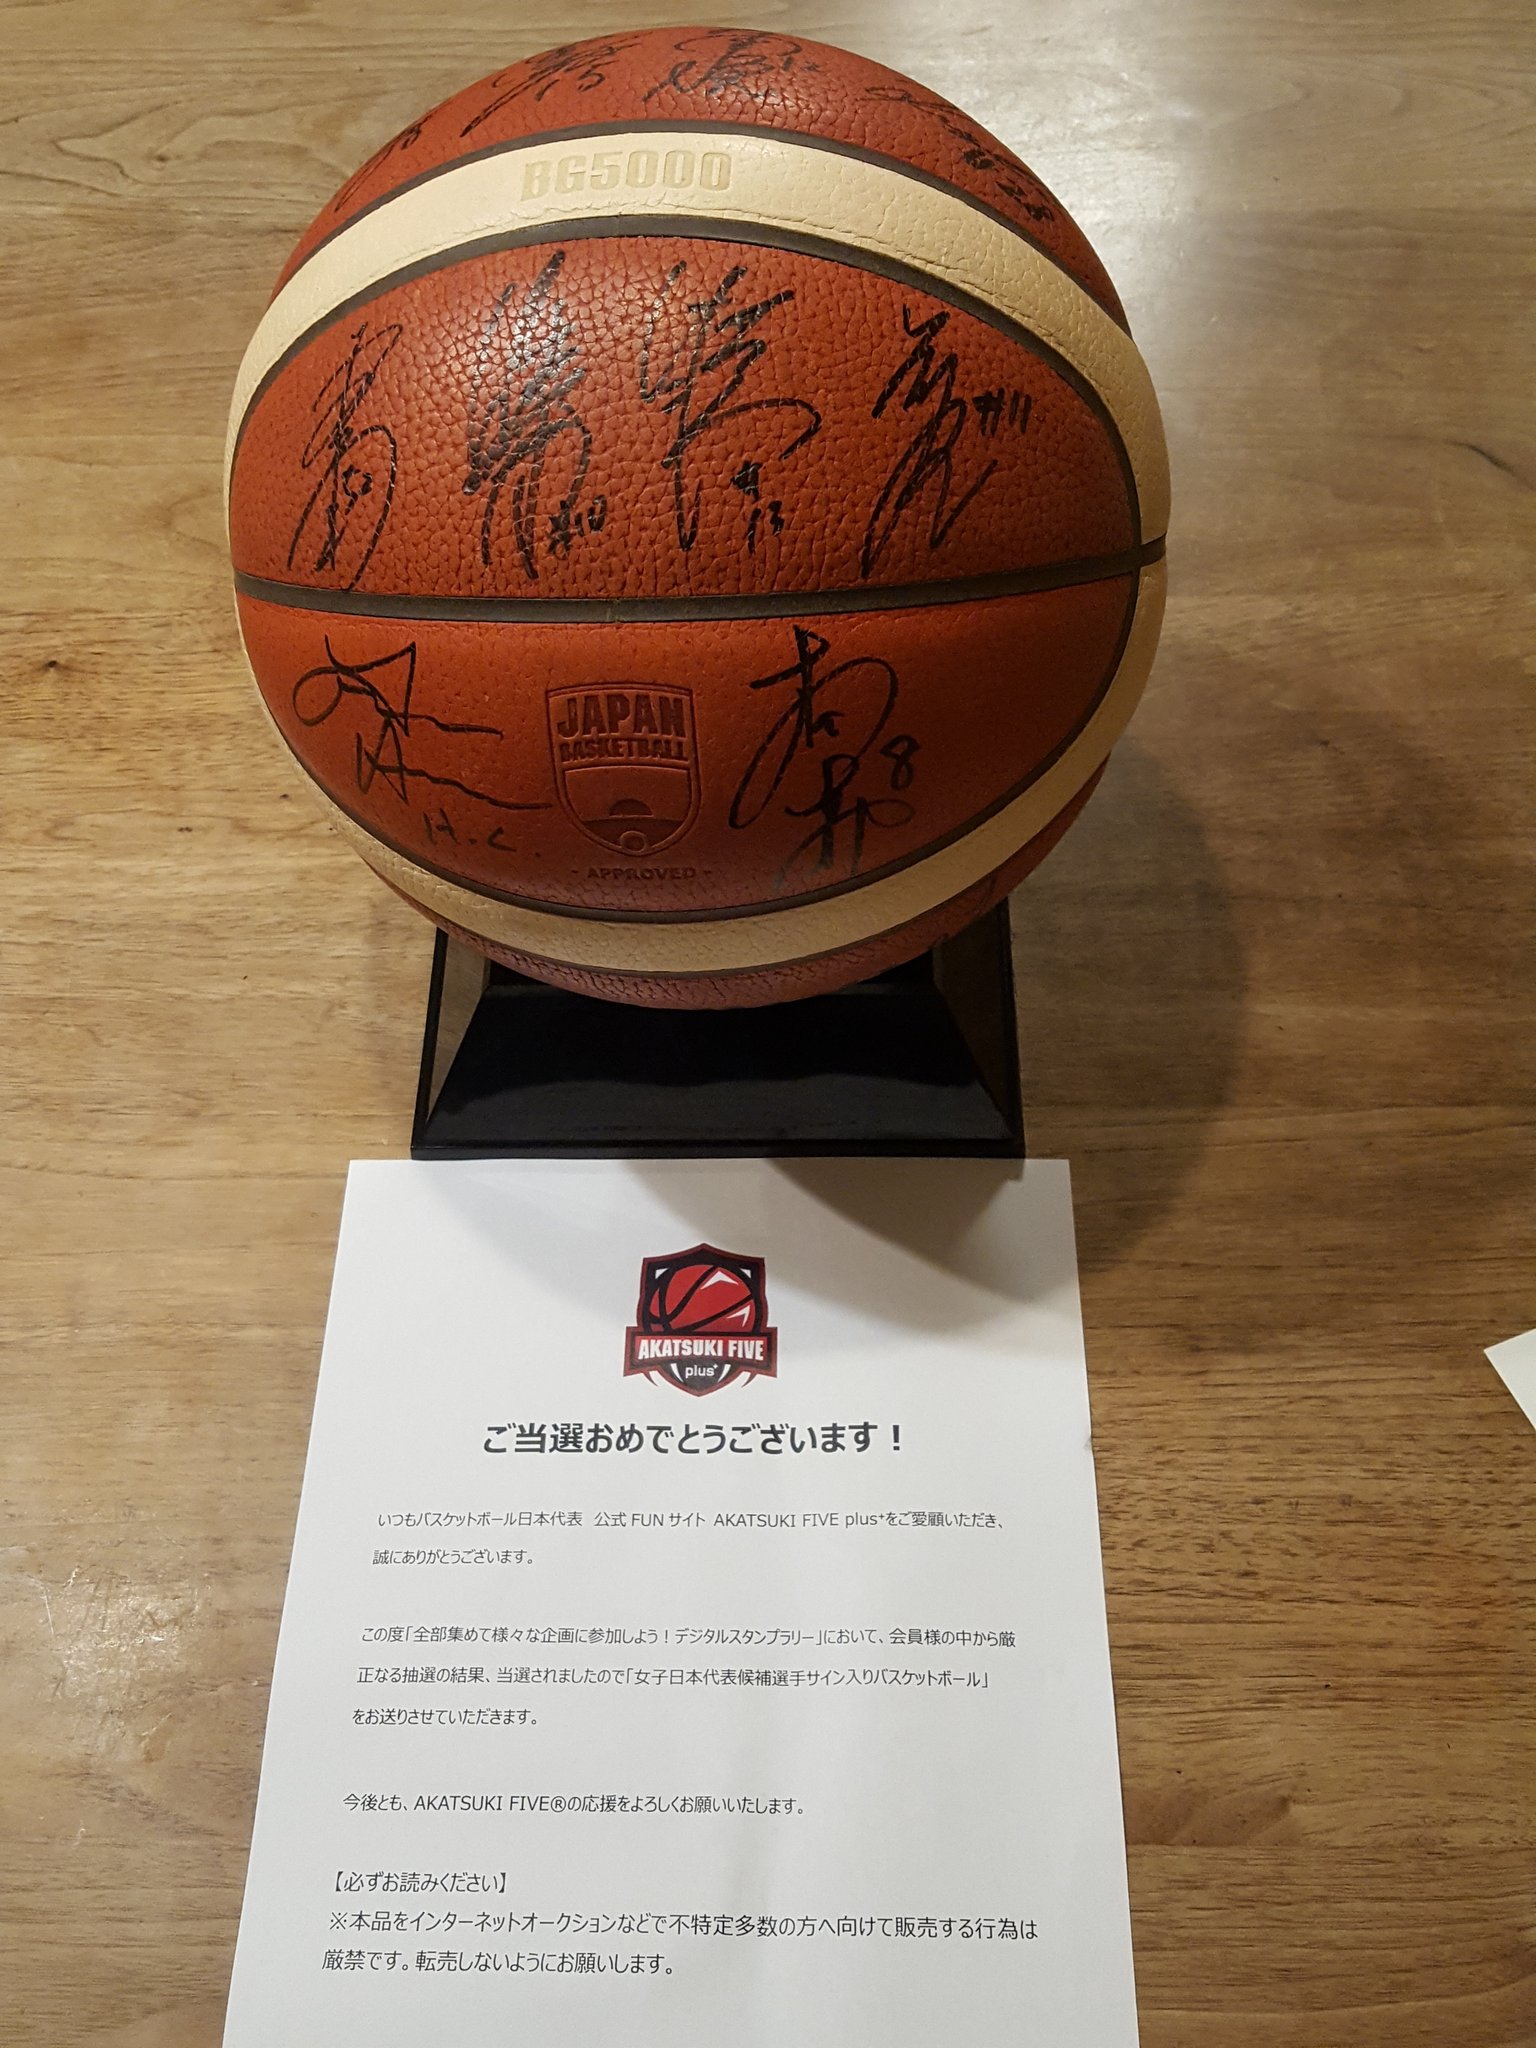 BG5000
#10
#13
#11
JAPAN
BASKETBALL
8
H.C.
- APPROVED -
AKATSUKI FIVE
plus+
ご当選おめでとうございます！
いつもバスケットボール日本代表 公式FUNサイト AKATSUKI FIVE plus⁺をご愛顧いただき、
誠にありがとうございます。
この度「全部集めて様々な企画に参加しよう！デジタルスタンプラリー」において、会員様の中から厳
正なる抽選の結果、当選されましたので「女子日本代表候補選手サイン入りバスケットボール」
をお送りさせていただきます。
今後とも、AKATSUKI FIVE®の応援をよろしくお願いいたします。
【必ずお読みください】
※本品をインターネットオークションなどで不特定多数の方へ向けて販売する行為は
厳禁です。転売しないようにお願いします。